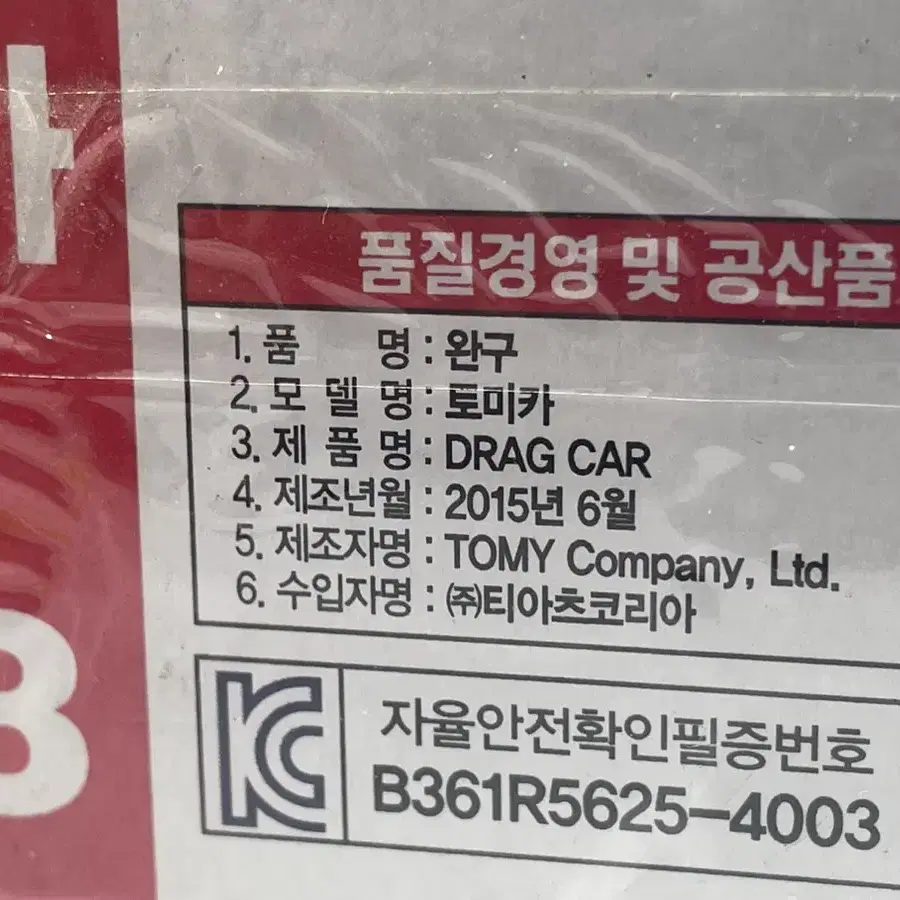 품질경영 및 공산품
1. 품 명 : 완구
2. 모 델 명 : 토미카
3. 제 품 명 : DRAG CAR
4. 제조년월 : 2015년 6월
5. 제조자명 : TOMY Company, Ltd.
6. 수입자명 : ㈜티아츠코리아
자율안전확인필증번호
B361R5625-4003